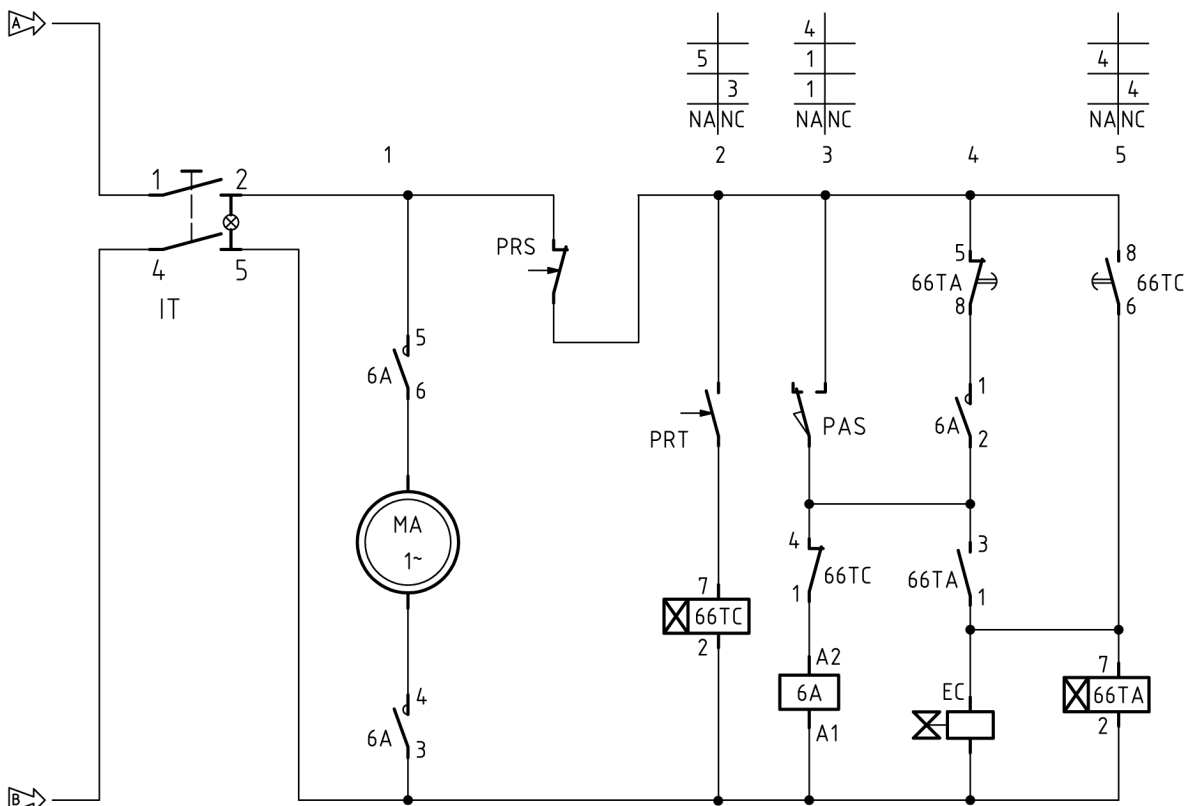 A
4
5 1 4
3 1 4
NA NC NA NC NA NC
1 2 3 4 5
1 2
PRS 5 8
4 5 66TA 66TC
IT 8 6
5
6A 1
6 PAS 6A
PRT 2
MA 4 3
1~ 66TC 66TA
7 1 1
66TC
2 A2 7
4 6A EC 66TA
6A A1 2
3
B